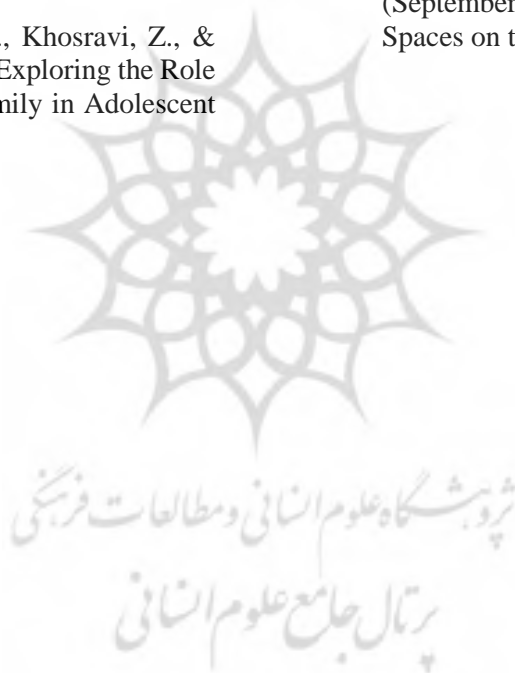 ., Khosravi, Z., &
Exploring the Role
mily in Adolescent
(September
Spaces on t
پژوهشگاه علوم انسانی و مطالعات فرهنگی
پرتال جامع علوم انسانی